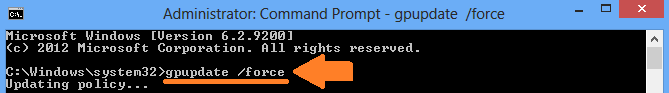 Administrator: Command Prompt - gpupdate  /force
Microsoft Windows [Version 6.2.9200]
(c) 2012 Microsoft Corporation. All rights reserved.
C:\Windows\system32>gpupdate /force
Updating policy...